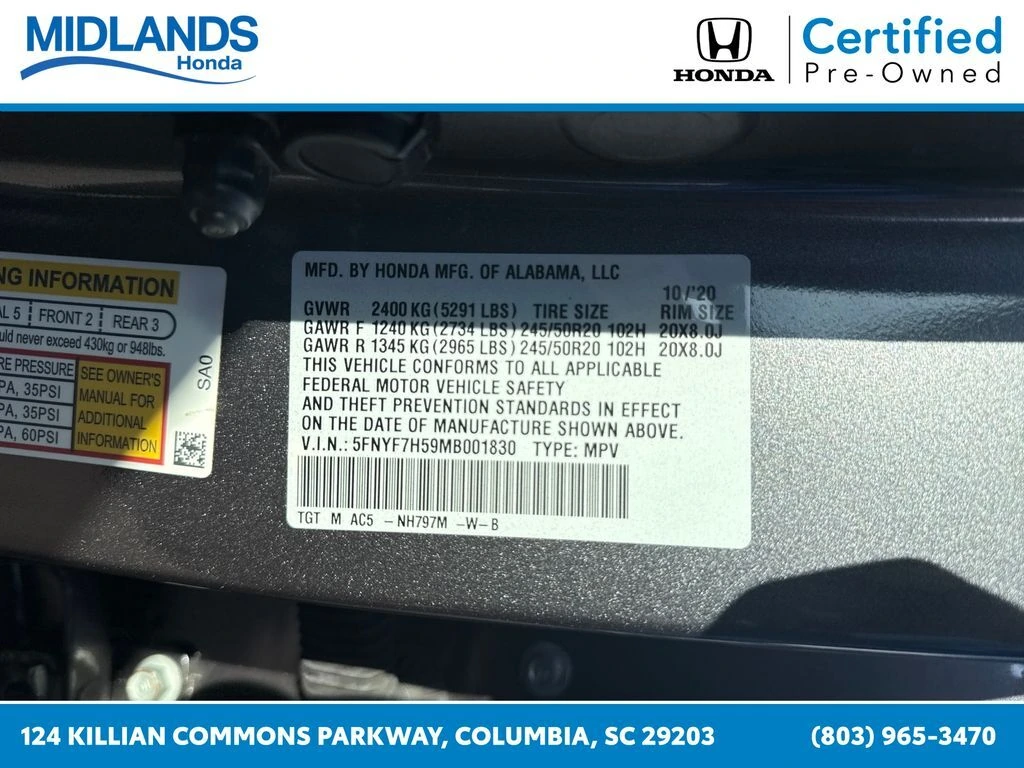 MIDLANDS
Honda
HONDA
Certified
Pre-Owned
NG INFORMATION
AL 5 FRONT 2 REAR 3
ould never exceed 430kg or 948lbs.
RE PRESSURE
PA, 35PSI
PA, 35PSI
PA, 60PSI
SEE OWNER'S
MANUAL FOR
ADDITIONAL
INFORMATION
SA0
MFD. BY HONDA MFG. OF ALABAMA, LLC
10/'20
GVWR 2400 KG (5291 LBS) TIRE SIZE RIM SIZE
GAWR F 1240 KG (2734 LBS) 245/50R20 102H 20X8.0J
GAWR R 1345 KG (2965 LBS) 245/50R20 102H 20X8.0J
THIS VEHICLE CONFORMS TO ALL APPLICABLE
FEDERAL MOTOR VEHICLE SAFETY
AND THEFT PREVENTION STANDARDS IN EFFECT
ON THE DATE OF MANUFACTURE SHOWN ABOVE.
V.I.N.: 5FNYF7H59MB001830 TYPE: MPV
TGT M AC5 -NH797M -W-B
124 KILLIAN COMMONS PARKWAY, COLUMBIA, SC 29203
(803) 965-3470